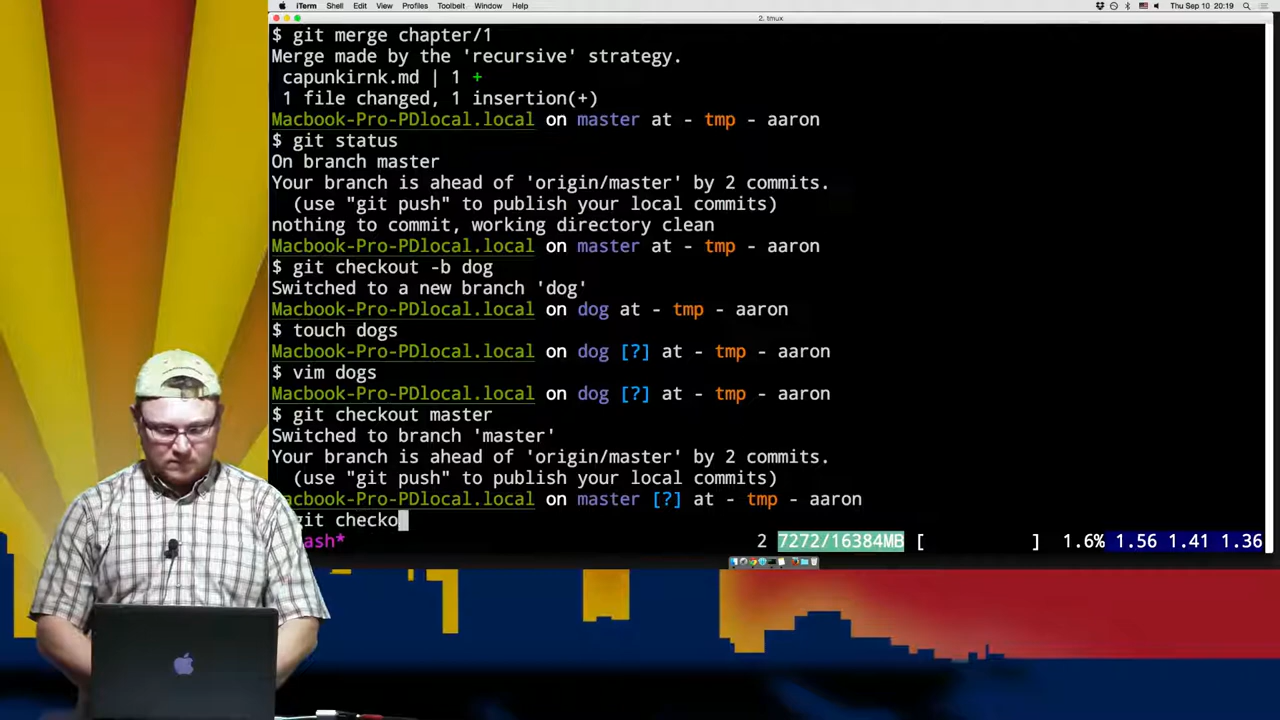 iTerm Shell Edit View Profiles Toolbelt Window Help Thu Sep 10 20:19
2. tmux
$ git merge chapter/1
Merge made by the 'recursive' strategy.
capunkirnk.md | 1 +
1 file changed, 1 insertion(+)
Macbook-Pro-PDlocal.local on master at - tmp - aaron
$ git status
On branch master
Your branch is ahead of 'origin/master' by 2 commits.
(use "git push" to publish your local commits)
nothing to commit, working directory clean
Macbook-Pro-PDlocal.local on master at - tmp - aaron
$ git checkout -b dog
Switched to a new branch 'dog'
Macbook-Pro-PDlocal.local on dog at - tmp - aaron
$ touch dogs
Macbook-Pro-PDlocal.local on dog [?] at - tmp - aaron
$ vim dogs
Macbook-Pro-PDlocal.local on dog [?] at - tmp - aaron
$ git checkout master
Switched to branch 'master'
Your branch is ahead of 'origin/master' by 2 commits.
(use "git push" to publish your local commits)
acbook-Pro-PDlocal.local on master [?] at - tmp - aaron
git checko
ash* 2 7272/16384MB [ ] 1.6% 1.56 1.41 1.36